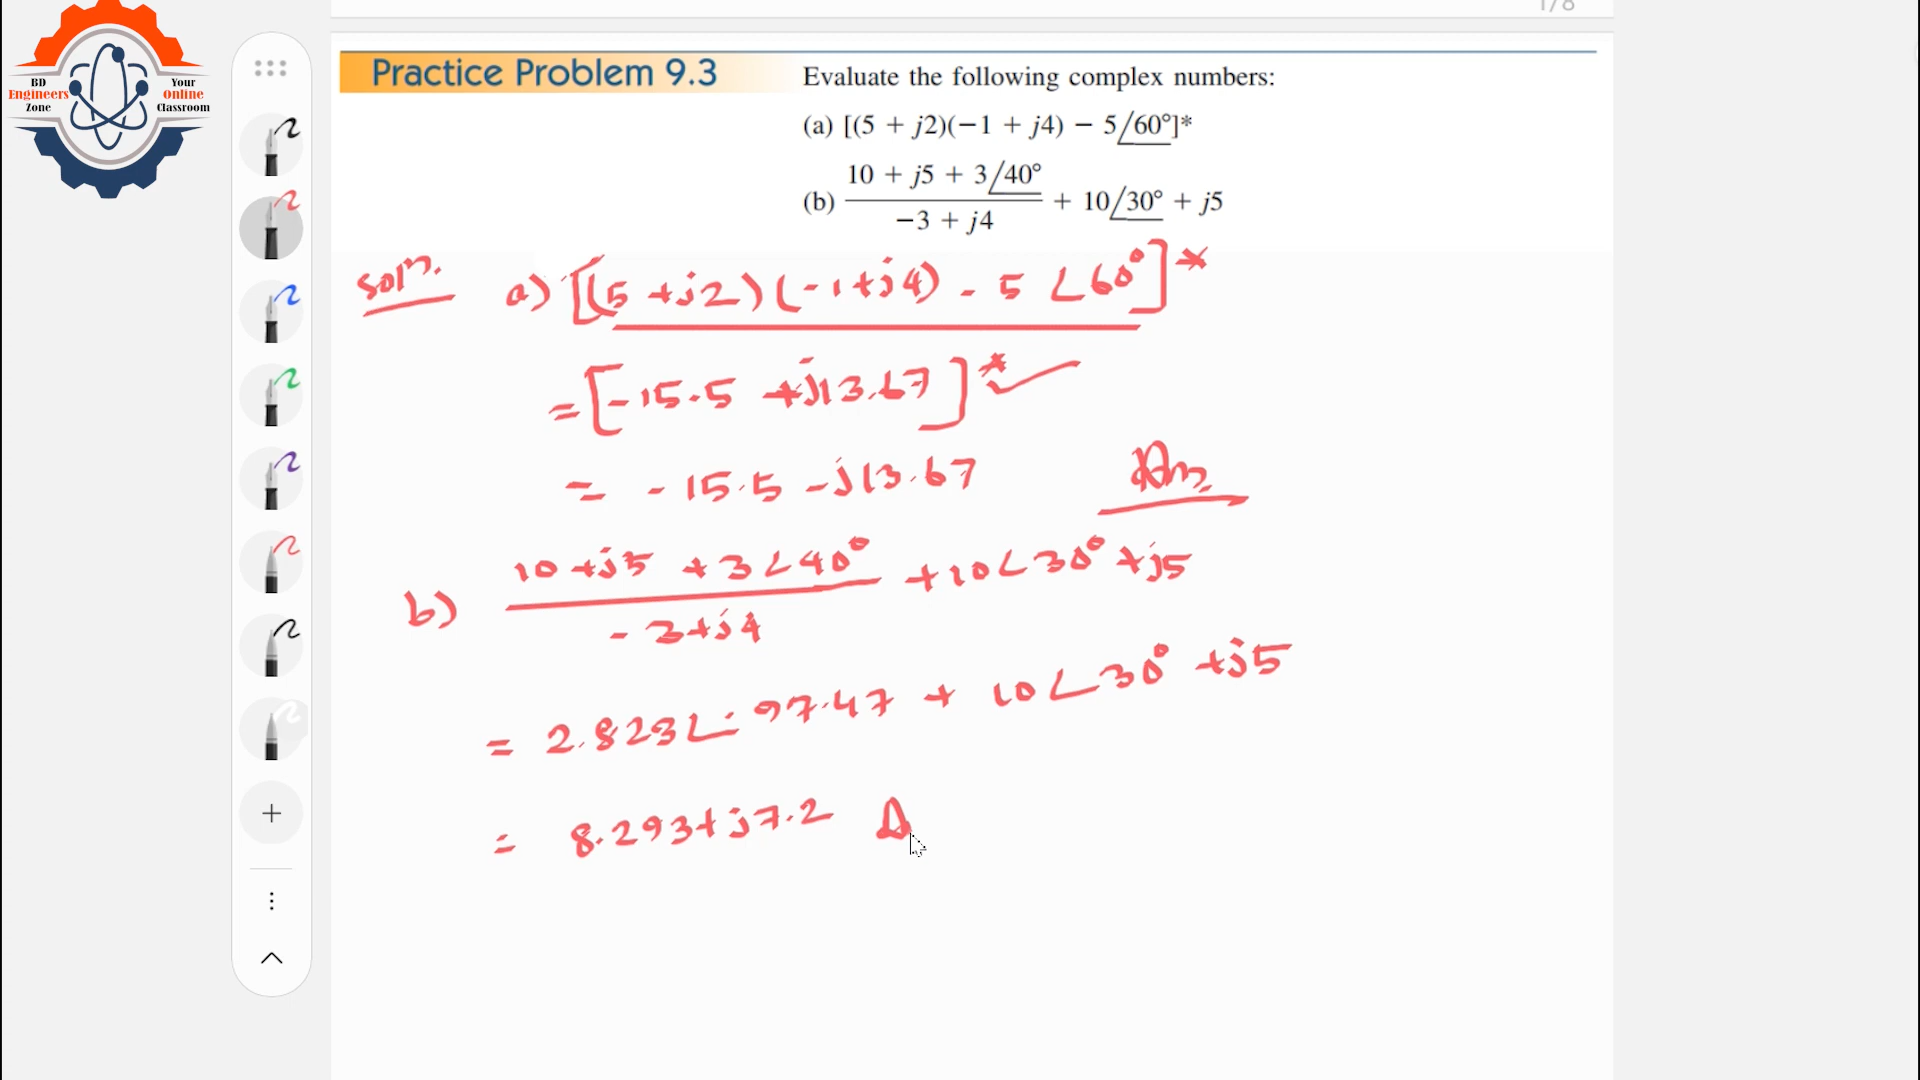 1/8
BD
Engineers
Zone
Your
Online
Classroom
Practice Problem 9.3
Evaluate the following complex numbers:
(a) [(5 + j2)(−1 + j4) − 5∠60°]*
(b) (10 + j5 + 3∠40°)/(−3 + j4) + 10∠30° + j5
Soln.
a) [(5 + j2)(-1 + j4) - 5 ∠60°]*
= [-15.5 + j13.67]*
= -15.5 - j13.67 Ans
b) (10 + j5 + 3∠40°)/(-3 + j4) + 10∠30° + j5
= 2.823∠-97.47 + 10∠30° + j5
= 8.293 + j7.2 A